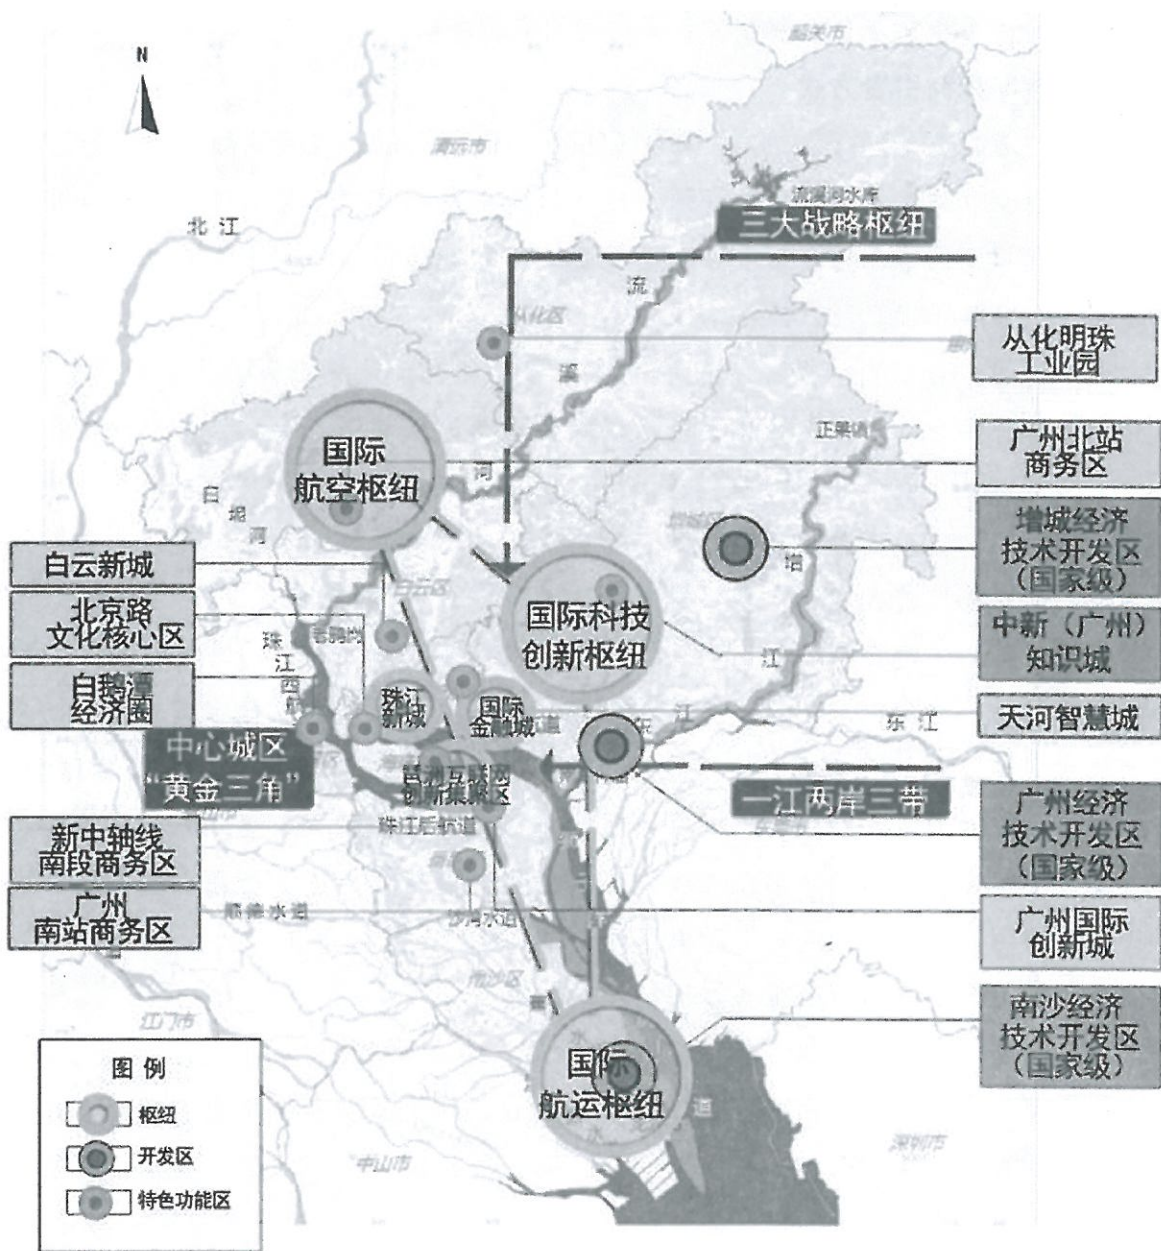 韶关市
N
清远市
北江
流溪河水库
三大战略枢纽
流
从化区
从化明珠
工业园
溪
正果镇
国际
航空枢纽
河
广州北站
商务区
白
坭
河
增城区
增城经济
技术开发区
(国家级)
增
白云新城
白云区
国际科技
创新枢纽
中新(广州)
知识城
北京路
文化核心区
老鸦岗
珠
江
西
航
江
白鹅潭
经济圈
珠江
新城
国际
金融城
东
江
东江
天河智慧城
中心城区
“黄金三角”
琶洲互联网
创新集聚区
一江两岸三带
广州经济
技术开发区
(国家级)
珠江后航道
新中轴线
南段商务区
广州
南站商务区
顺德水道
沙湾水道
广州国际
创新城
南沙区
江门市
南沙经济
技术开发区
(国家级)
国际
航运枢纽
道
深圳市
中山市
图例
枢纽
开发区
特色功能区